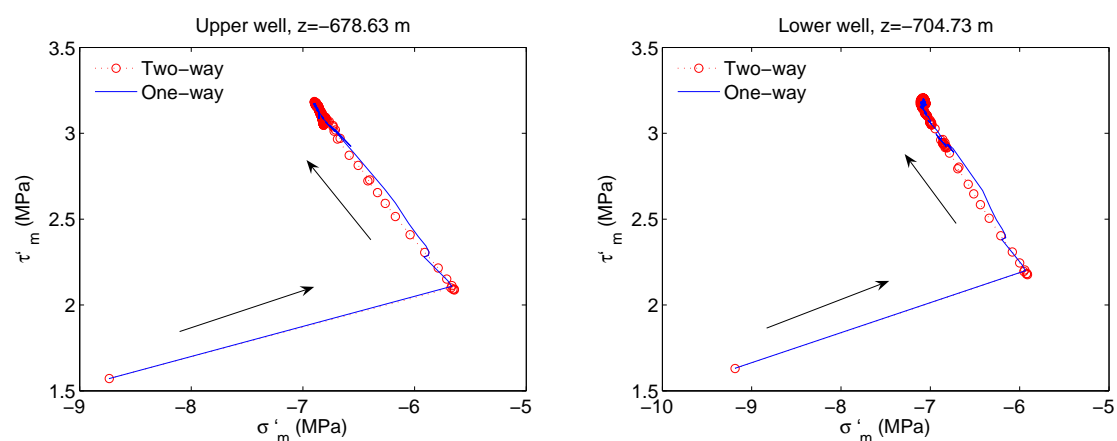 Upper well, z=−678.63 m
3.5
3
2.5
2
1.5
τ'm (MPa)
Two−way
One−way
−9 −8 −7 −6 −5
σ'm (MPa)
Lower well, z=−704.73 m
3.5
3
2.5
2
1.5
τ'm (MPa)
Two−way
One−way
−10 −9 −8 −7 −6 −5
σ'm (MPa)